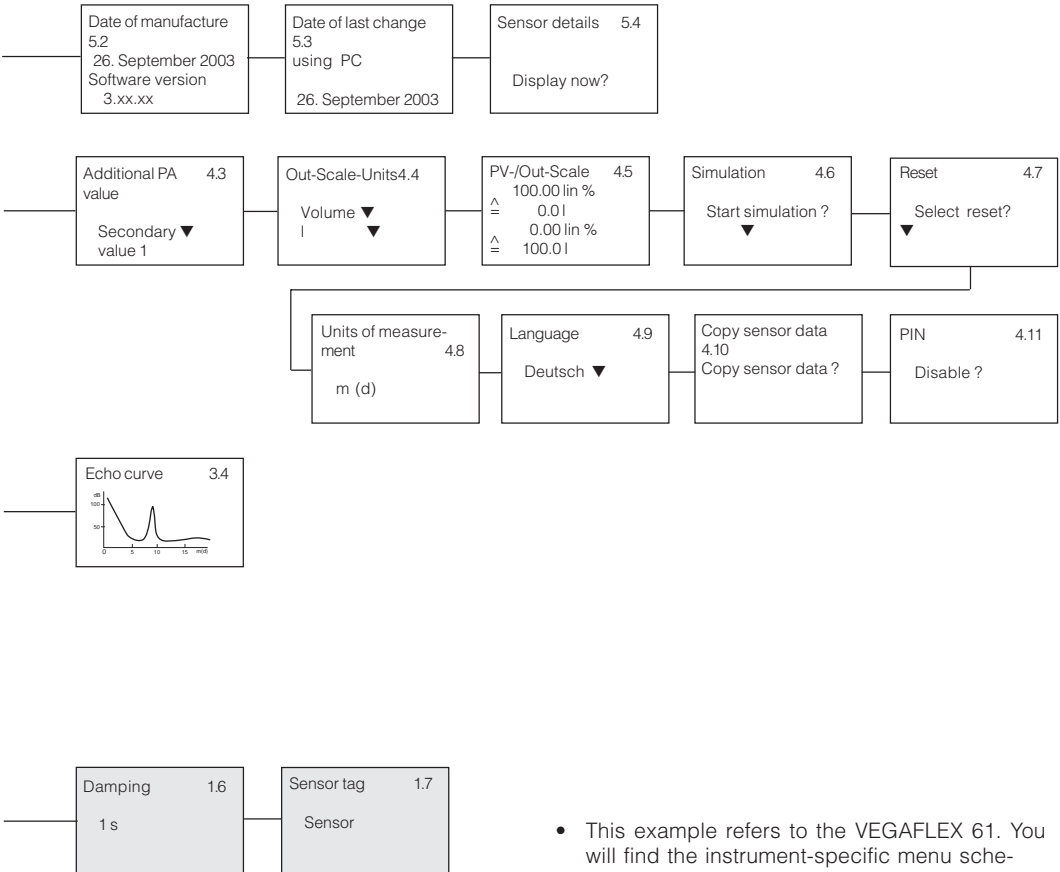 Date of manufacture
5.2
26. September 2003
Software version
3.xx.xx
Date of last change
5.3
using PC
26. September 2003
Sensor details 5.4
Display now?
Additional PA 4.3
value
Secondary ▼
value 1
Out-Scale-Units4.4
Volume ▼
l ▼
PV-/Out-Scale 4.5
100.00 lin %
≙ 0.0 l
0.00 lin %
≙ 100.0 l
Simulation 4.6
Start simulation ?
▼
Reset 4.7
Select reset?
▼
Units of measure-
ment 4.8
m (d)
Language 4.9
Deutsch ▼
Copy sensor data
4.10
Copy sensor data ?
PIN 4.11
Disable ?
Echo curve 3.4
dB
100
50
0 5 10 15 m(d)
Damping 1.6
1 s
Sensor tag 1.7
Sensor
• This example refers to the VEGAFLEX 61. You
will find the instrument-specific menu sche-